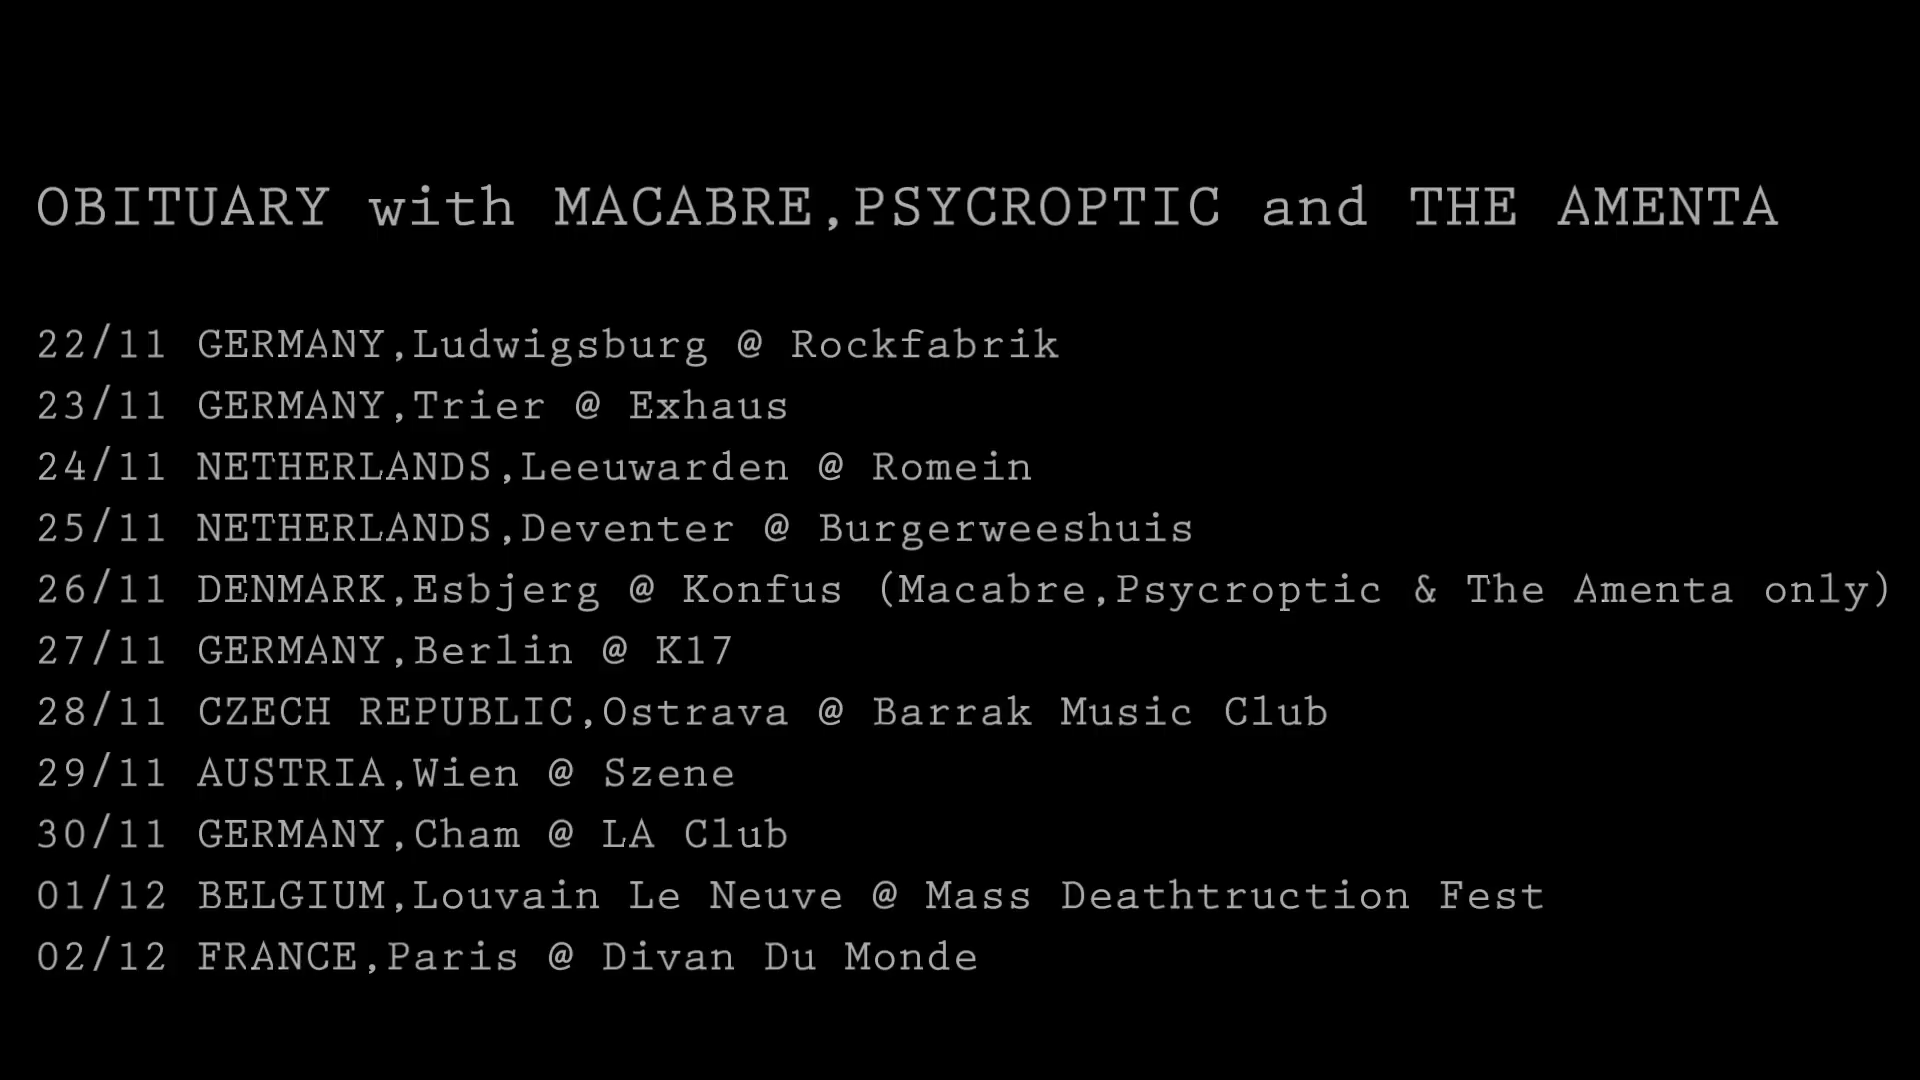 OBITUARY with MACABRE,PSYCROPTIC and THE AMENTA
22/11 GERMANY,Ludwigsburg @ Rockfabrik
23/11 GERMANY,Trier @ Exhaus
24/11 NETHERLANDS,Leeuwarden @ Romein
25/11 NETHERLANDS,Deventer @ Burgerweeshuis
26/11 DENMARK,Esbjerg @ Konfus (Macabre,Psycroptic & The Amenta only)
27/11 GERMANY,Berlin @ K17
28/11 CZECH REPUBLIC,Ostrava @ Barrak Music Club
29/11 AUSTRIA,Wien @ Szene
30/11 GERMANY,Cham @ LA Club
01/12 BELGIUM,Louvain Le Neuve @ Mass Deathtruction Fest
02/12 FRANCE,Paris @ Divan Du Monde